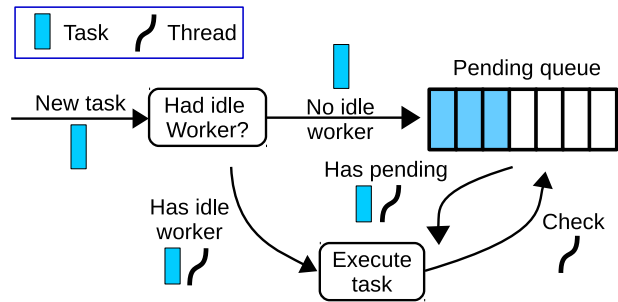 Task
Thread
Pending queue
New task
Had idle
Worker?
No idle
worker
Has pending
Has idle
worker
Check
Execute
task